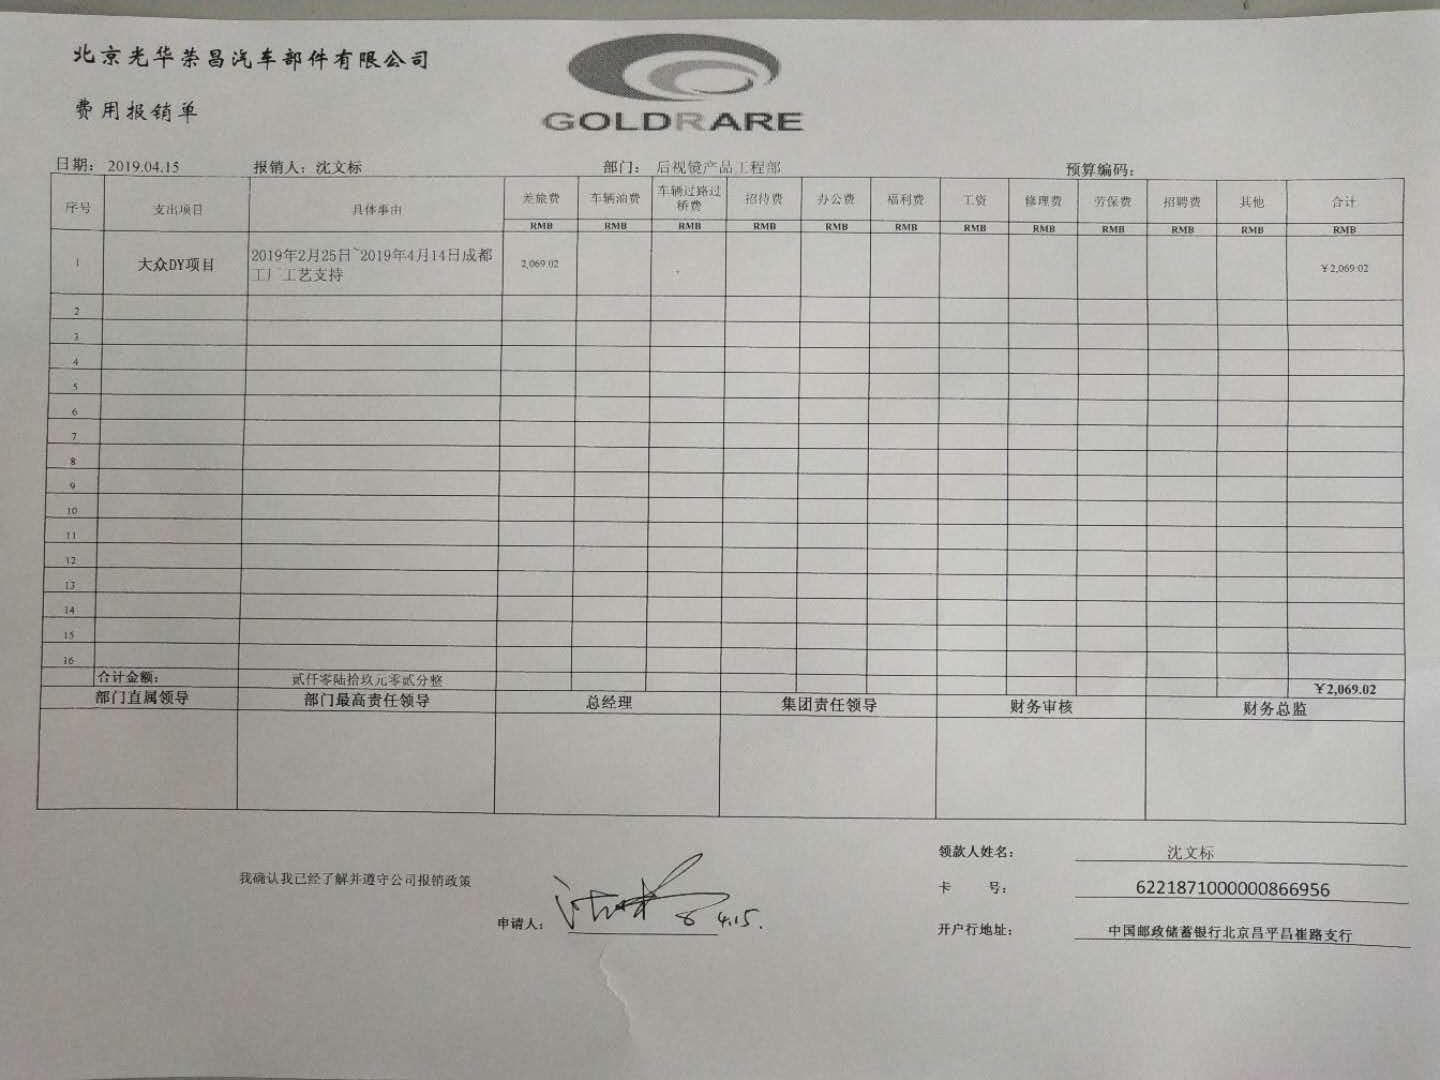 北京光华荣昌汽车部件有限公司
GOLDRARE
费用报销单
日期： 2019.04.15 报销人：沈文标 部门： 后视镜产品工程部 预算编码：
序号 支出项目 具体事由 差旅费 车辆油费 车辆过路过桥费 招待费 办公费 福利费 工资 修理费 劳保费 招聘费 其他 合计
RMB RMB RMB RMB RMB RMB RMB RMB RMB RMB RMB RMB
1 大众DY项目 2019年2月25日~2019年4月14日成都工厂工艺支持 2,069.02 ￥2,069.02
2
3
4
5
6
7
8
9
10
11
12
13
14
15
16
合计金额： 贰仟零陆拾玖元零贰分整 ￥2,069.02
部门直属领导 部门最高责任领导 总经理 集团责任领导 财务审核 财务总监
领款人姓名： 沈文标
我确认我已经了解并遵守公司报销政策
卡 号： 6221871000000866956
申请人： 4.15.
开户行地址： 中国邮政储蓄银行北京昌平昌崔路支行